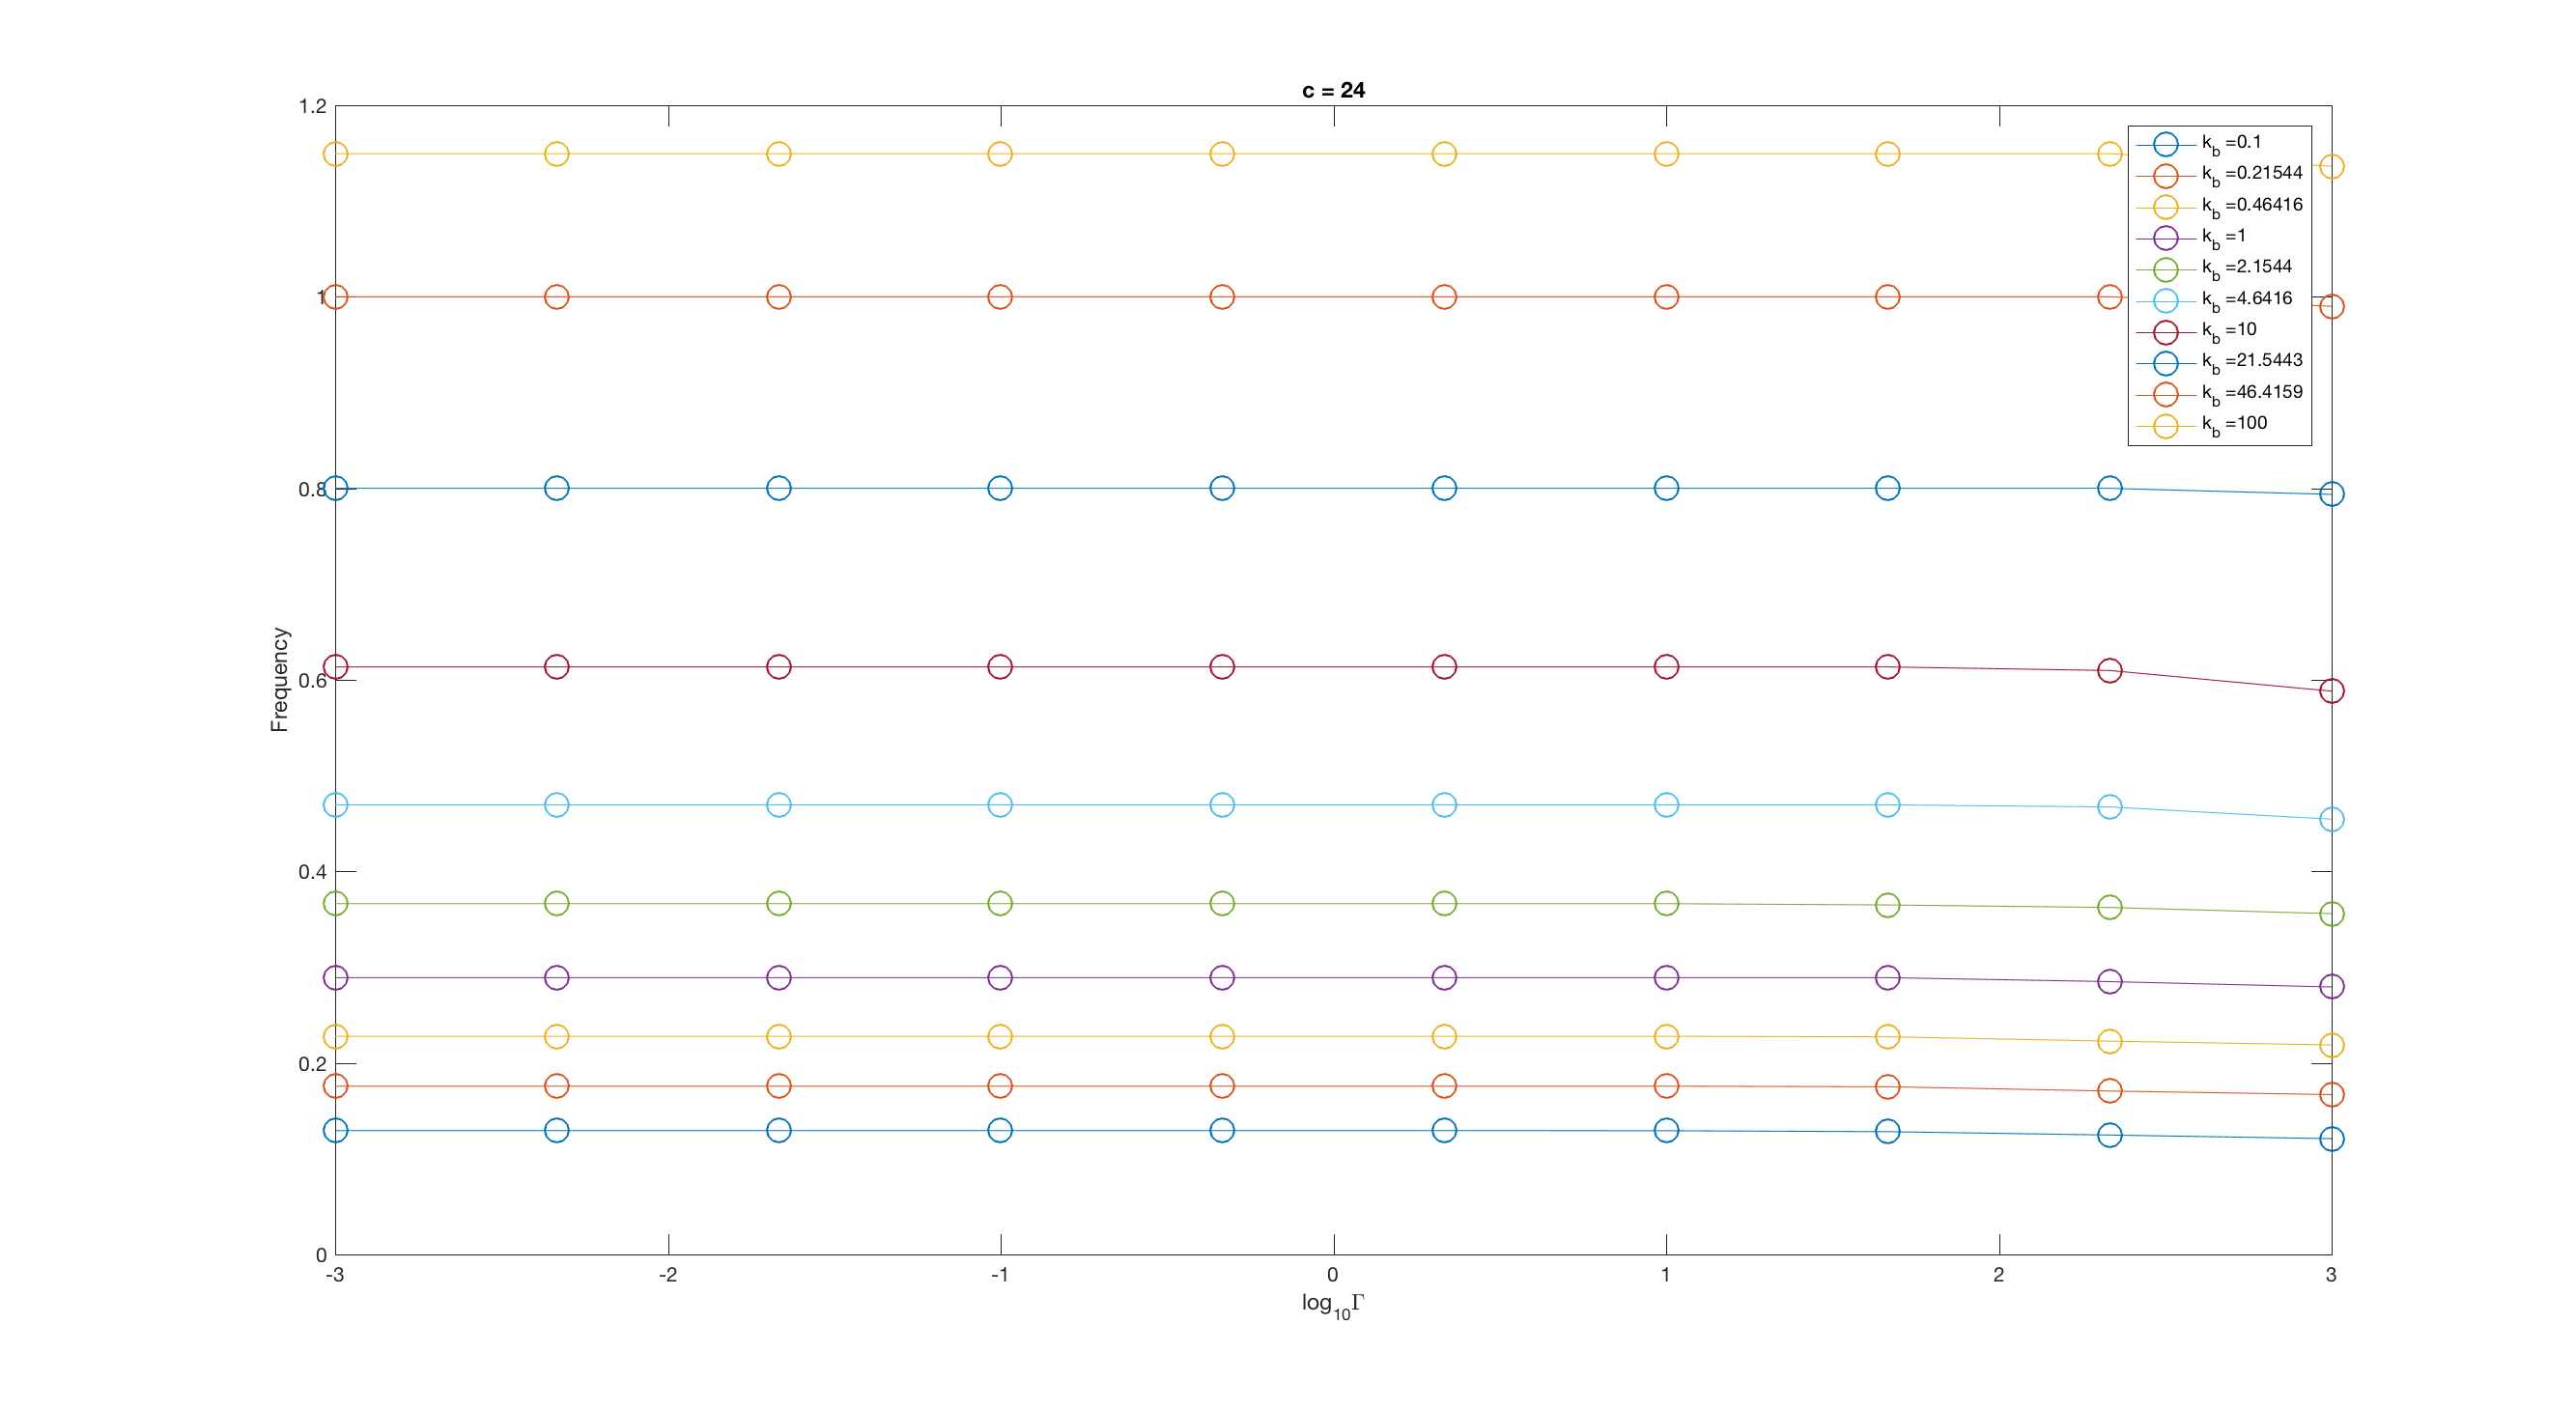 c = 24
1.2
1
0.8
0.6
0.4
0.2
0
Frequency
-3
-2
-1
0
1
2
3
log10Γ
kb =0.1
kb =0.21544
kb =0.46416
kb =1
kb =2.1544
kb =4.6416
kb =10
kb =21.5443
kb =46.4159
kb =100